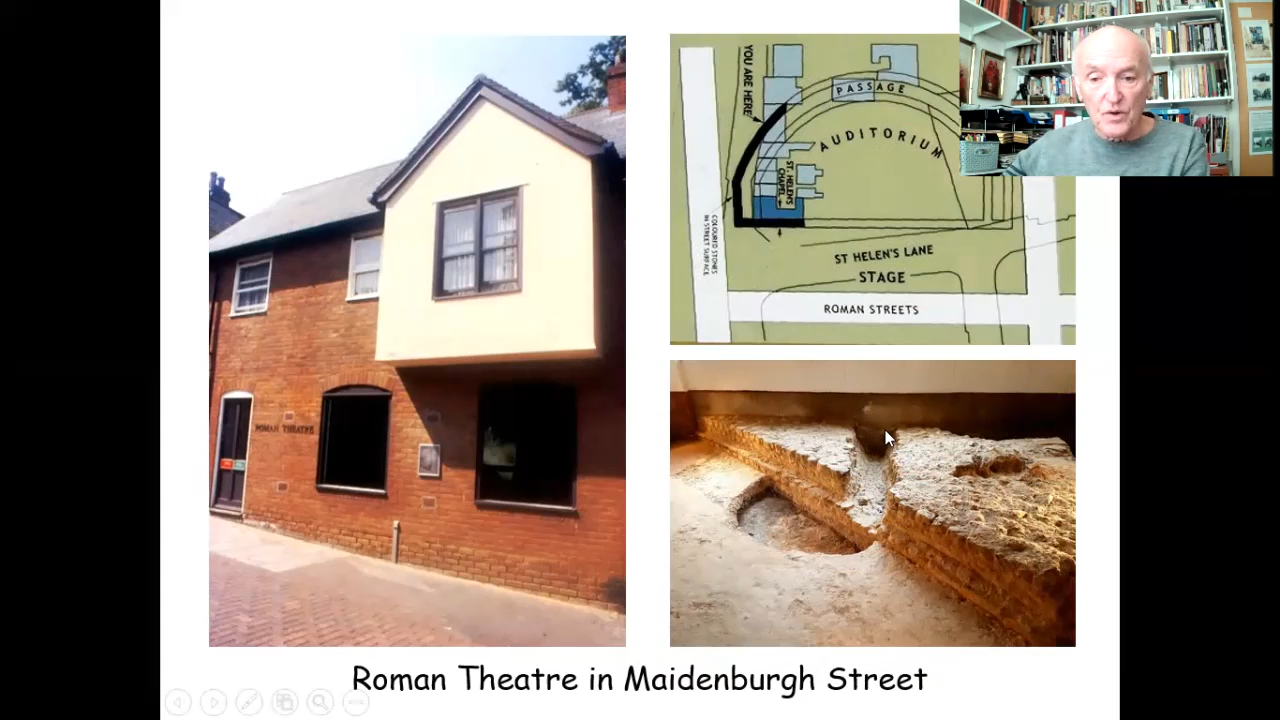 ROMAN THEATRE
YOU ARE HERE
PASSAGE
AUDITORIUM
ST. HELEN'S
CHAPEL
COLOURED STONES
IN STREET SURFACE
ST HELEN'S LANE
STAGE
ROMAN STREETS
Roman Theatre in Maidenburgh Street